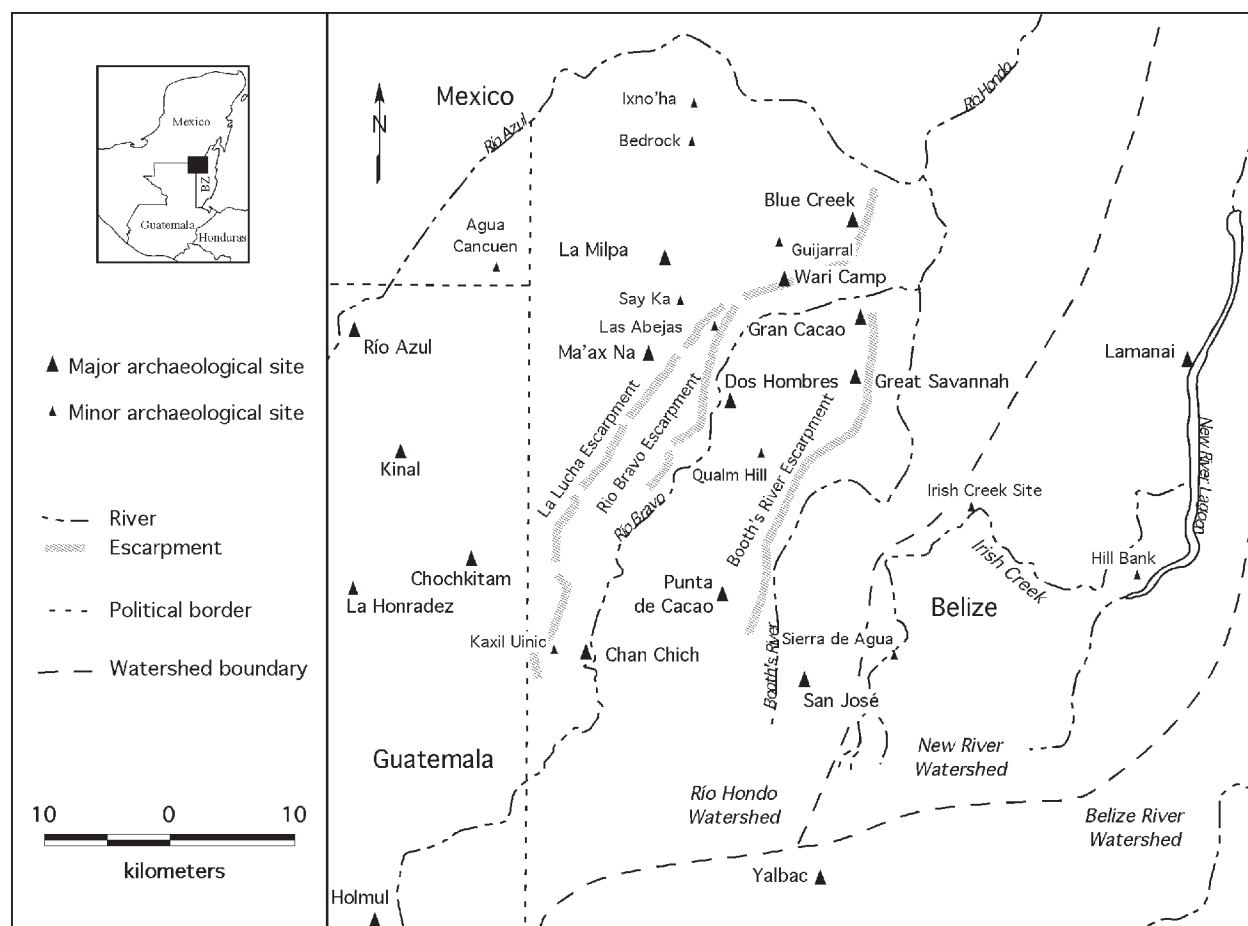 Mexico
BZ
Guatemala
Honduras
N
Major archaeological site
Minor archaeological site
River
Escarpment
Political border
Watershed boundary
10 0 10
kilometers
Mexico
Río Azul
Ixno'ha
Bedrock
Río Hondo
Agua
Cancuen
La Milpa
Blue Creek
Guijarral
Wari Camp
Say Ka
Las Abejas
Gran Cacao
Río Azul
Ma'ax Na
Lamanai
Dos Hombres
Great Savannah
La Lucha Escarpment
Rio Bravo Escarpment
Booth's River Escarpment
New River Lagoon
Kinal
Qualm Hill
Río Bravo
Irish Creek Site
Irish Creek
Hill Bank
Chochkitam
La Honradez
Punta
de Cacao
Belize
Kaxil Uinic
Chan Chich
Booth's River
Sierra de Agua
San José
Guatemala
New River
Watershed
Río Hondo
Watershed
Belize River
Watershed
Yalbac
Holmul